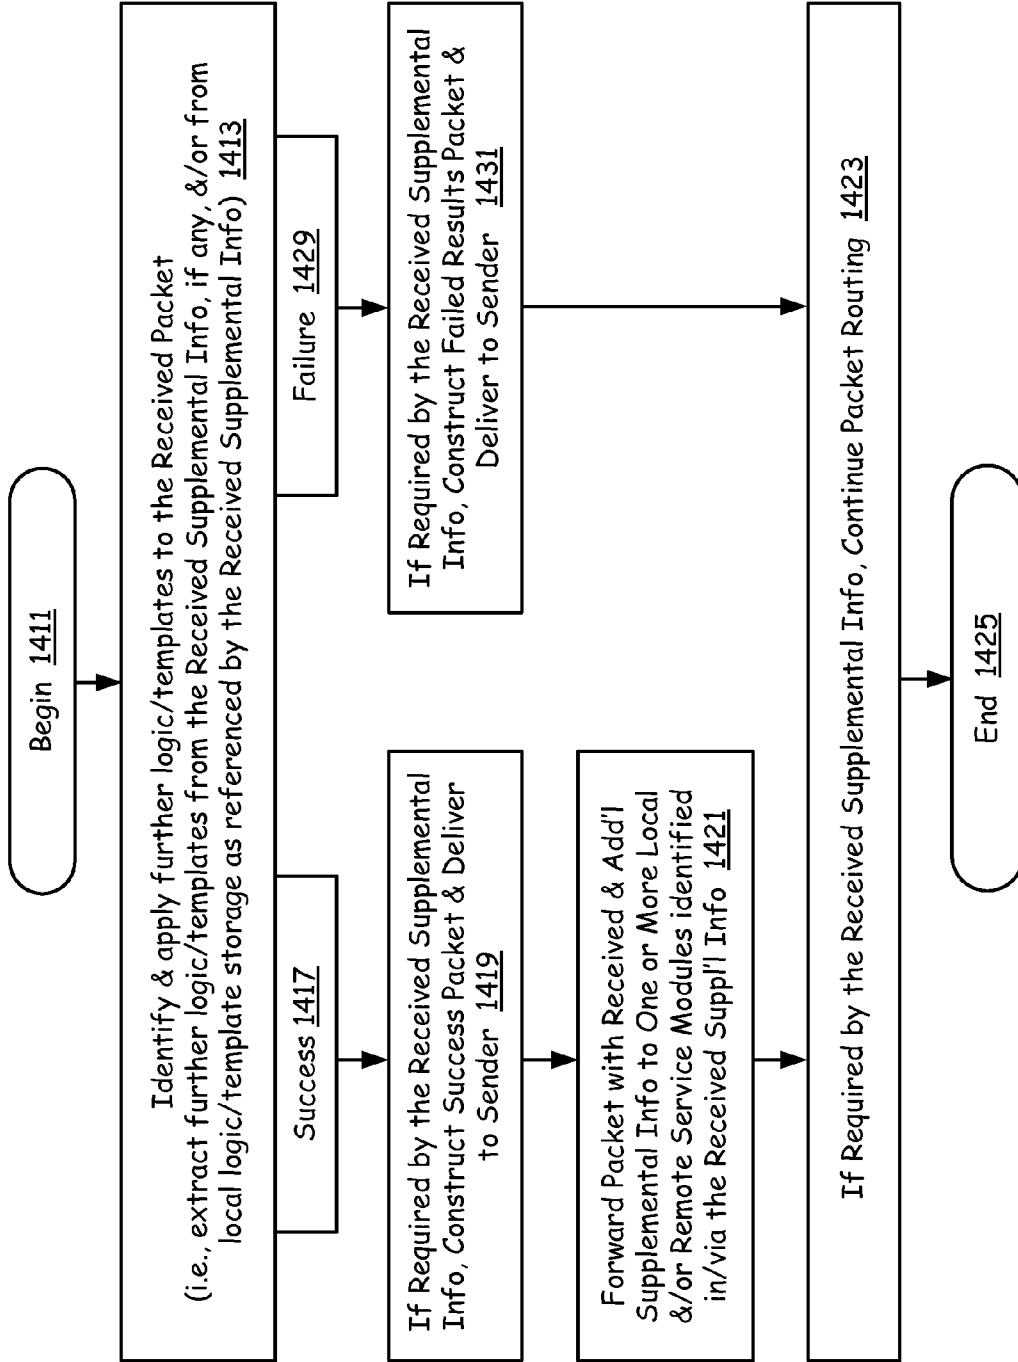 Begin 1411
Identify & apply further logic/templates to the Received Packet
(i.e., extract further logic/templates from the Received Supplemental Info, if any, &/or from
local logic/template storage as referenced by the Received Supplemental Info) 1413
Success 1417
Failure 1429
If Required by the Received Supplemental
Info, Construct Success Packet & Deliver
to Sender 1419
If Required by the Received Supplemental
Info, Construct Failed Results Packet &
Deliver to Sender 1431
Forward Packet with Received & Add'l
Supplemental Info to One or More Local
&/or Remote Service Modules identified
in/via the Received Suppl'l Info 1421
If Required by the Received Supplemental Info, Continue Packet Routing 1423
End 1425